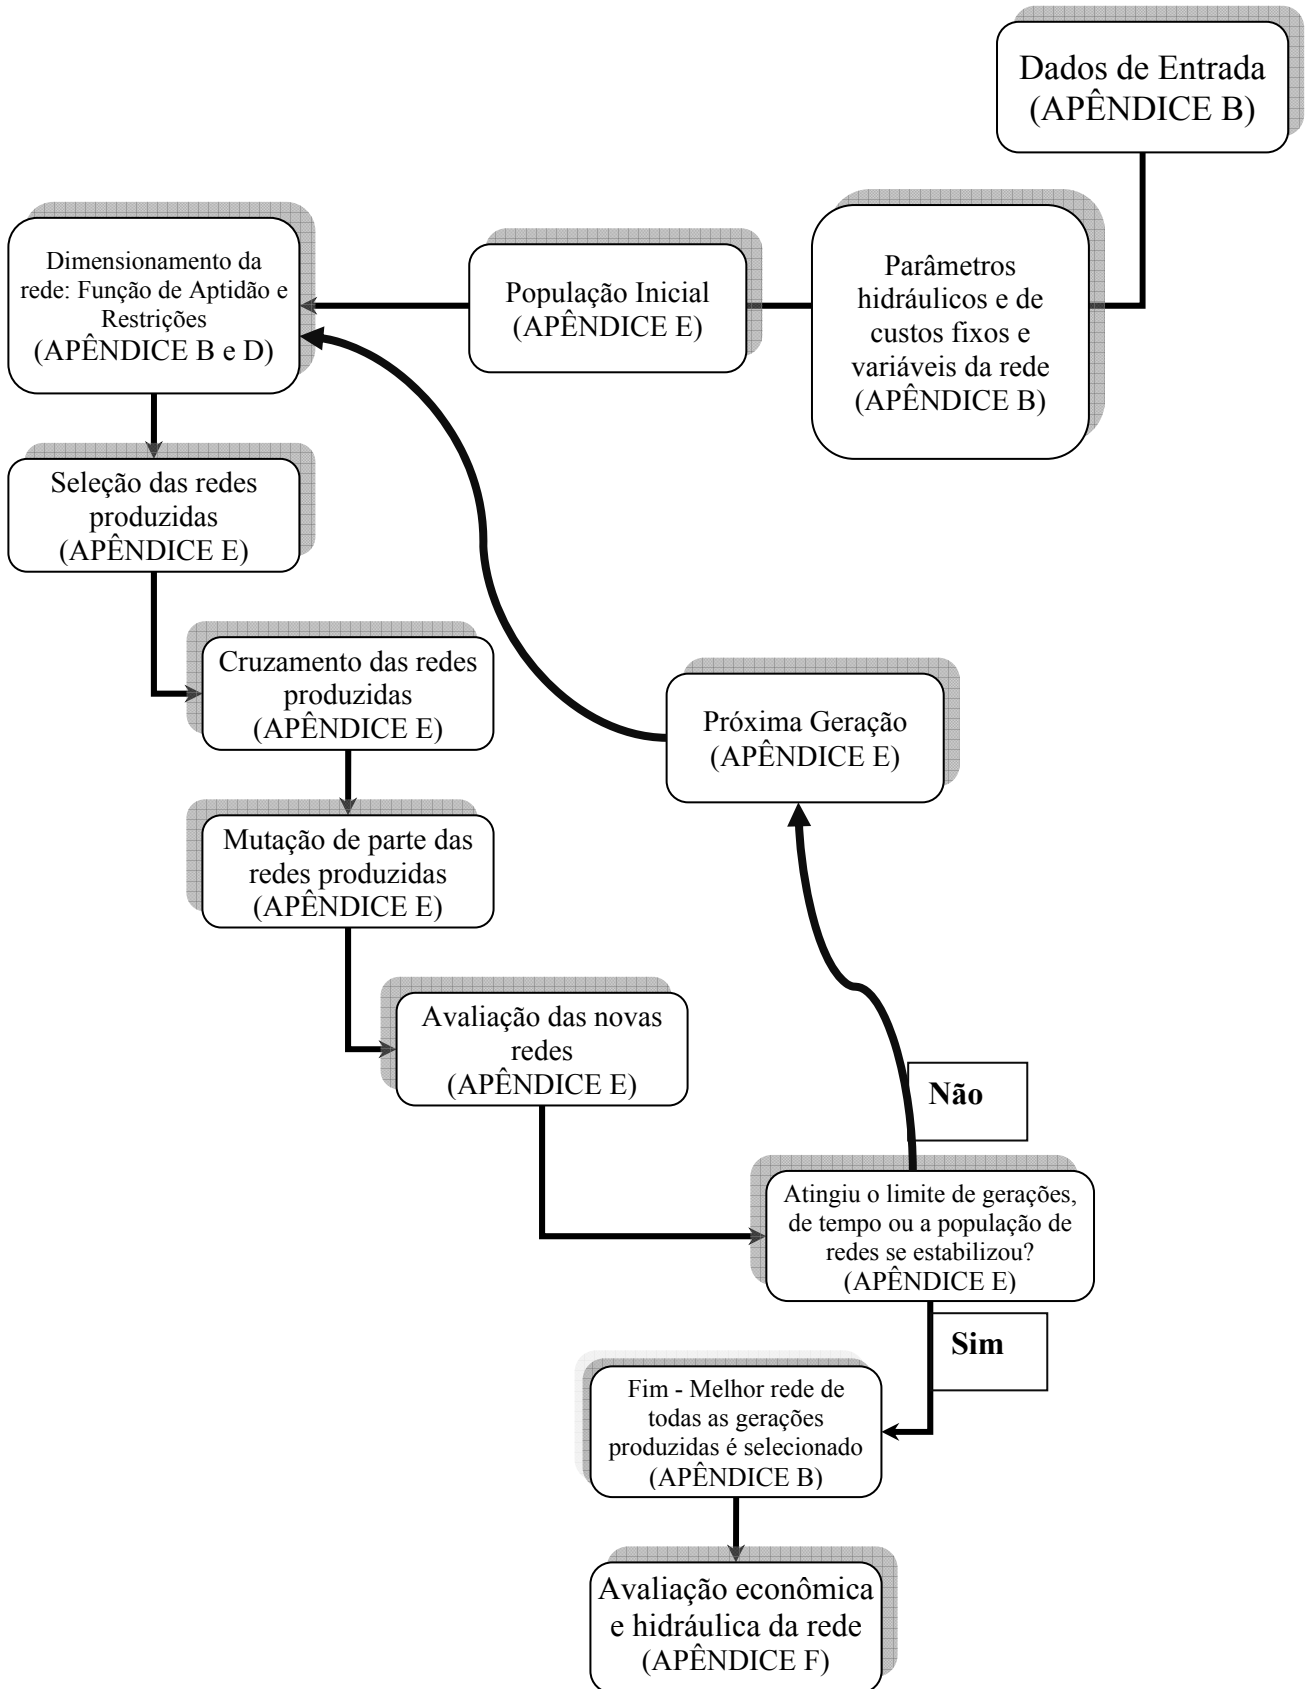 Dados de Entrada
(APÊNDICE B)
Parâmetros
hidráulicos e de
custos fixos e
variáveis da rede
(APÊNDICE B)
População Inicial
(APÊNDICE E)
Dimensionamento da
rede: Função de Aptidão e
Restrições
(APÊNDICE B e D)
Seleção das redes
produzidas
(APÊNDICE E)
Cruzamento das redes
produzidas
(APÊNDICE E)
Mutação de parte das
redes produzidas
(APÊNDICE E)
Avaliação das novas
redes
(APÊNDICE E)
Atingiu o limite de gerações,
de tempo ou a população de
redes se estabilizou?
(APÊNDICE E)
Não
Próxima Geração
(APÊNDICE E)
Sim
Fim - Melhor rede de
todas as gerações
produzidas é selecionado
(APÊNDICE B)
Avaliação econômica
e hidráulica da rede
(APÊNDICE F)